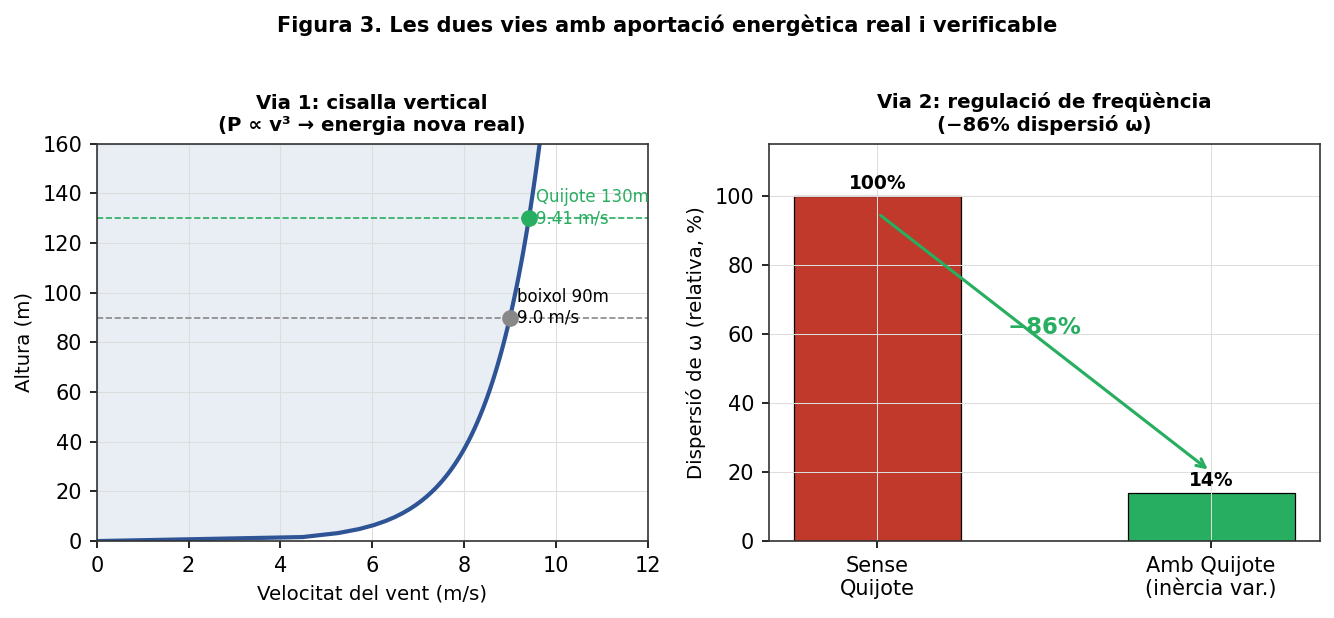 Figura 3. Les dues vies amb aportació energètica real i verificable
Via 1: cisalla vertical
(P ∝ v³ → energia nova real)
160
140
120
100
80
60
40
20
0
Altura (m)
Quijote 130m
9.41 m/s
boixol 90m
9.0 m/s
0 2 4 6 8 10 12
Velocitat del vent (m/s)
Via 2: regulació de freqüència
(−86% dispersió ω)
100
80
60
40
20
0
Dispersió de ω (relativa, %)
100%
−86%
14%
Sense
Quijote
Amb Quijote
(inèrcia var.)